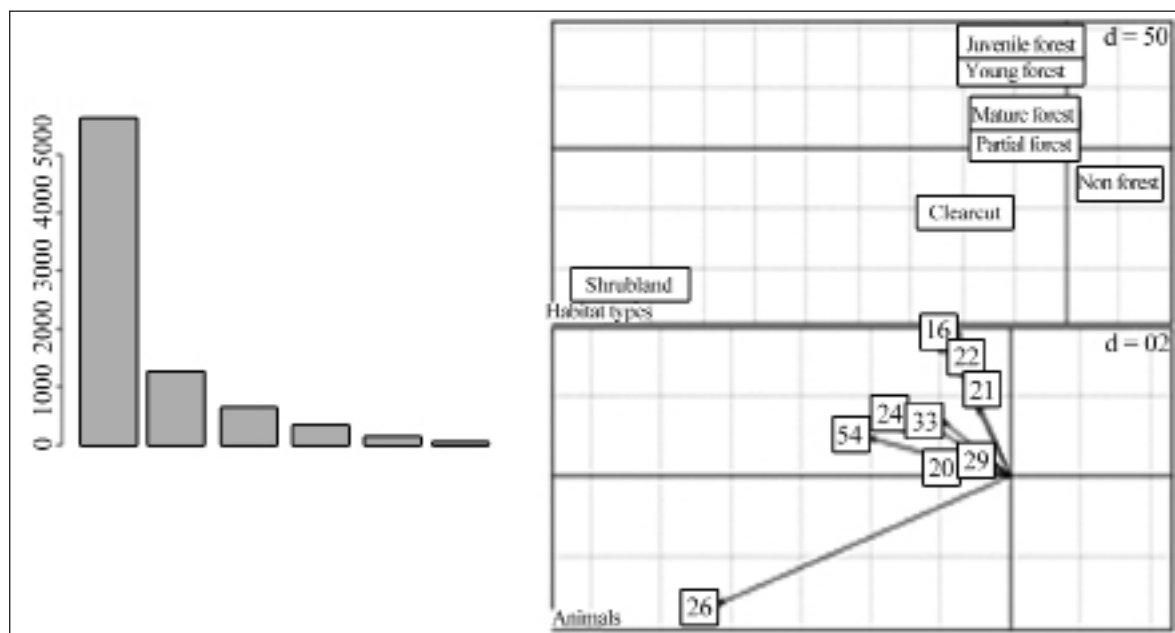 5000
4000
3000
2000
1000
0
Juvenile forest
d = 50
Young forest
Mature forest
Partial forest
Non forest
Clearcut
Shrubland
Habitat types
16
d = 02
22
21
24
33
54
20
29
26
Animals